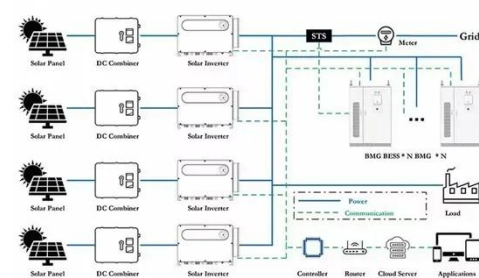 STS
Meter
Grid
Solar Panel
DC Combiner
Solar Inverter
Solar Panel
DC Combiner
Solar Inverter
BMG BESS * N BMG * N
Solar Panel
DC Combiner
Solar Inverter
Power
Communication
Load
Solar Panel
DC Combiner
Solar Inverter
Controller
Router
Cloud Server
Applications